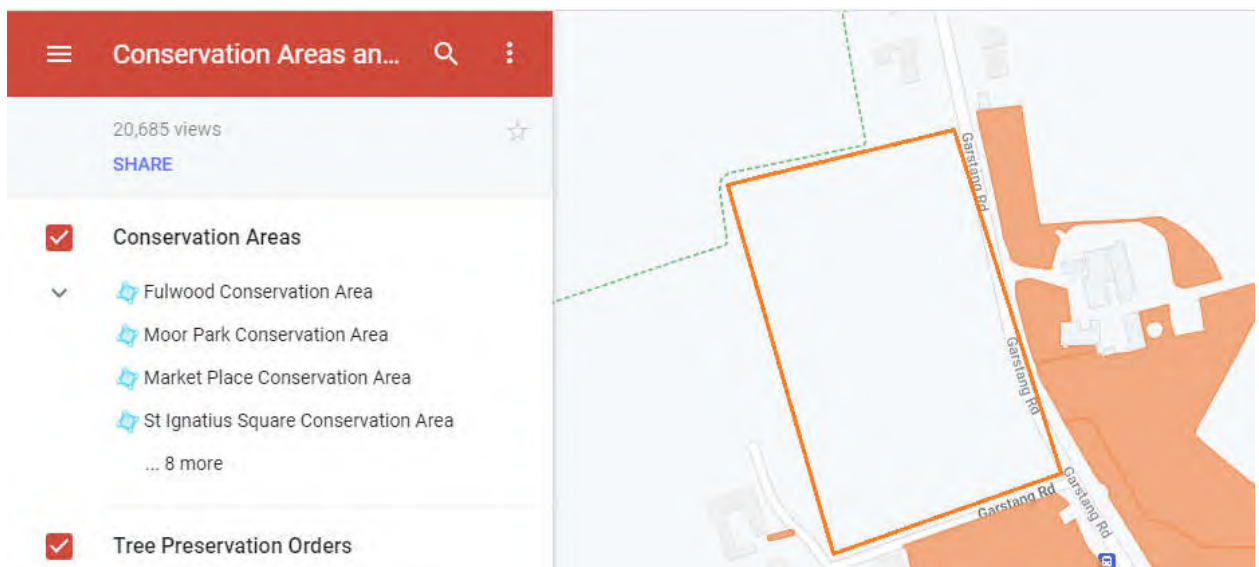 Conservation Areas an...
20,685 views
SHARE
Conservation Areas
Fulwood Conservation Area
Moor Park Conservation Area
Market Place Conservation Area
St Ignatius Square Conservation Area
... 8 more
Tree Preservation Orders
Garstang Rd
Garstang Rd
Garstang Rd
Garstang Rd